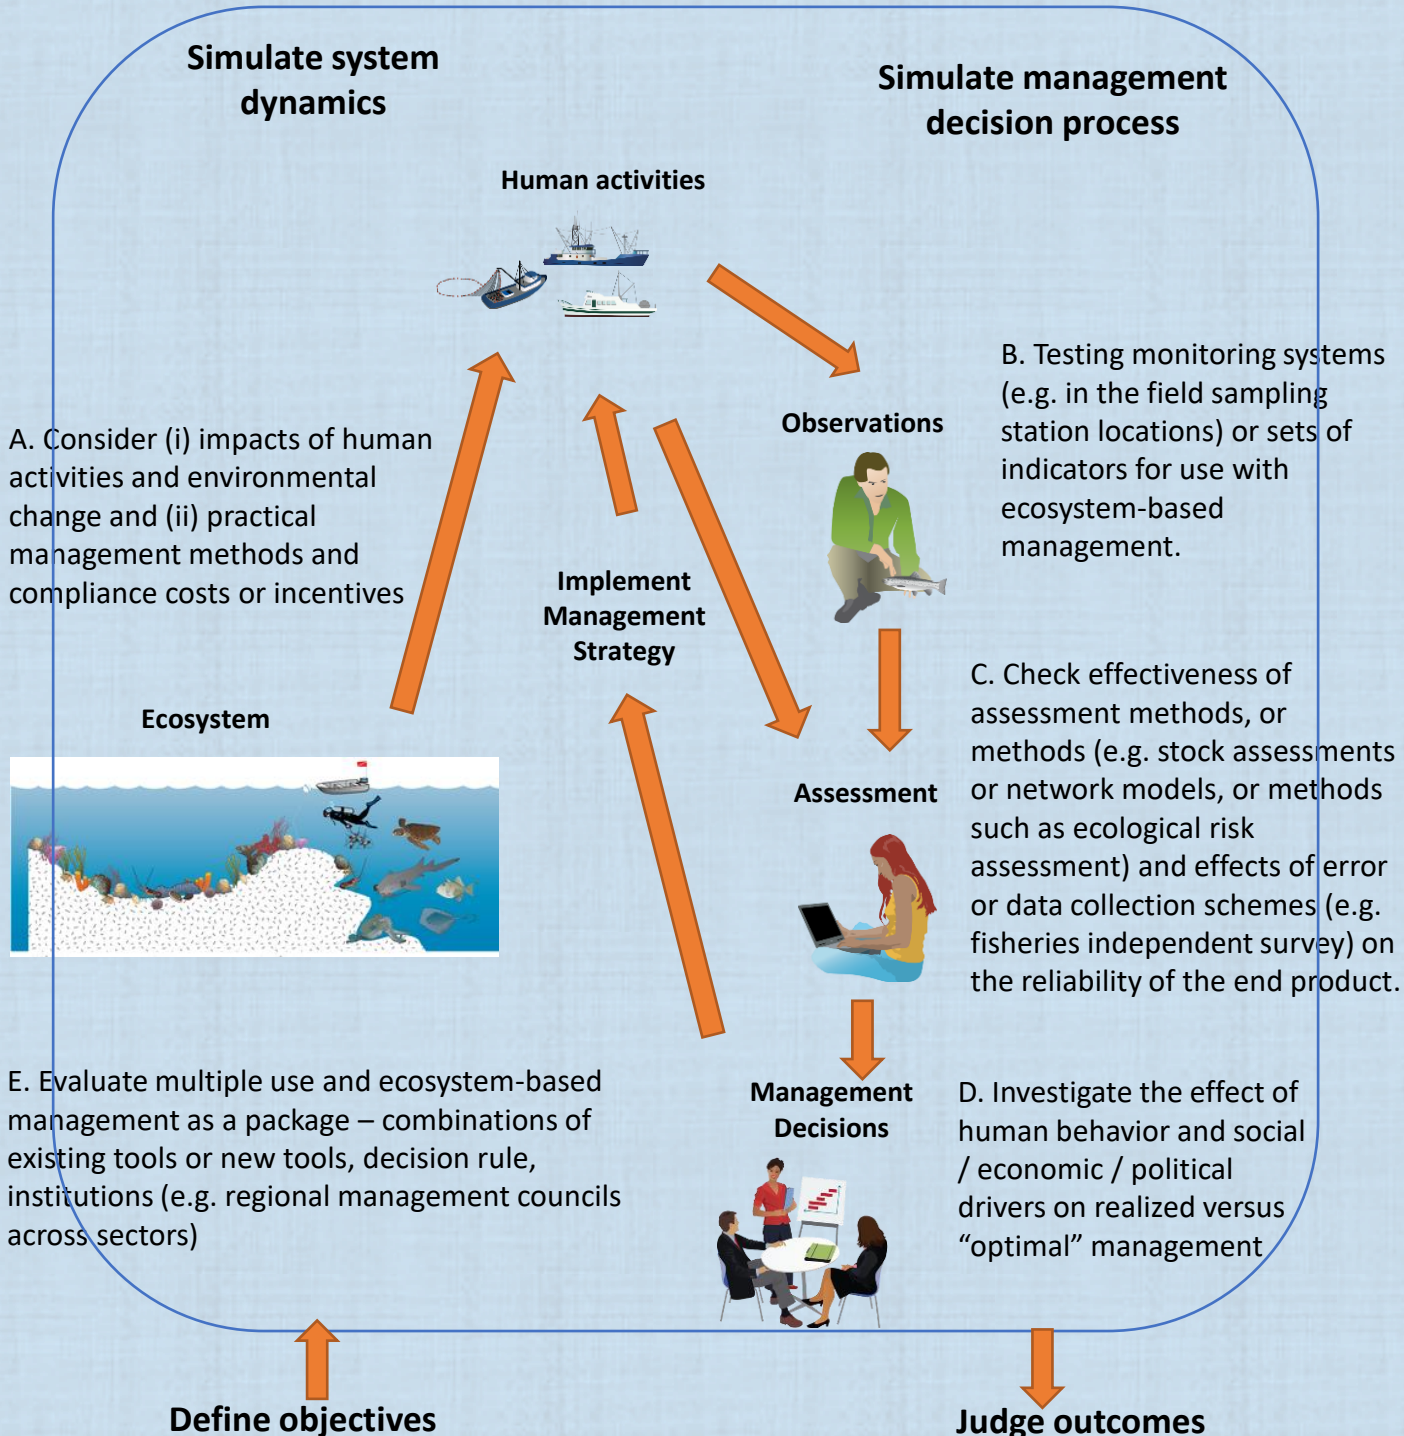 Simulate system
dynamics
Simulate management
decision process
Human activities
A. Consider (i) impacts of human
activities and environmental
change and (ii) practical
management methods and
compliance costs or incentives
Observations
B. Testing monitoring systems
(e.g. in the field sampling
station locations) or sets of
indicators for use with
ecosystem-based
management.
Implement
Management
Strategy
Ecosystem
Assessment
C. Check effectiveness of
assessment methods, or
methods (e.g. stock assessments
or network models, or methods
such as ecological risk
assessment) and effects of error
or data collection schemes (e.g.
fisheries independent survey) on
the reliability of the end product.
E. Evaluate multiple use and ecosystem-based
management as a package – combinations of
existing tools or new tools, decision rule,
institutions (e.g. regional management councils
across sectors)
Management
Decisions
D. Investigate the effect of
human behavior and social
/ economic / political
drivers on realized versus
“optimal” management
Define objectives
Judge outcomes